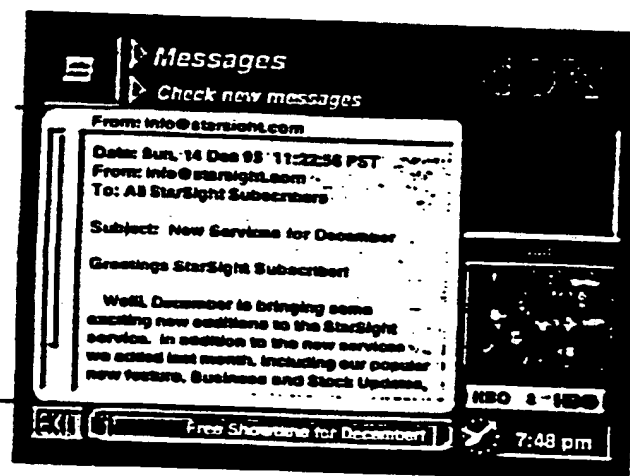 Messages
Check new messages
From: info@starsight.com
Date: Sun, 14 Dec 95 11:22:56 PST
From: info@starsight.com
To: All StarSight Subscribers
Subject: New Services for December
Greetings StarSight Subscriber!
Well, December is bringing some
exciting new additions to the StarSight
service. In addition to the new services
we added last month, including our popular
new feature, Business and Stock Updates,
HBO 8-HBO
EXIT
Free Showtime for December!
7:48 pm